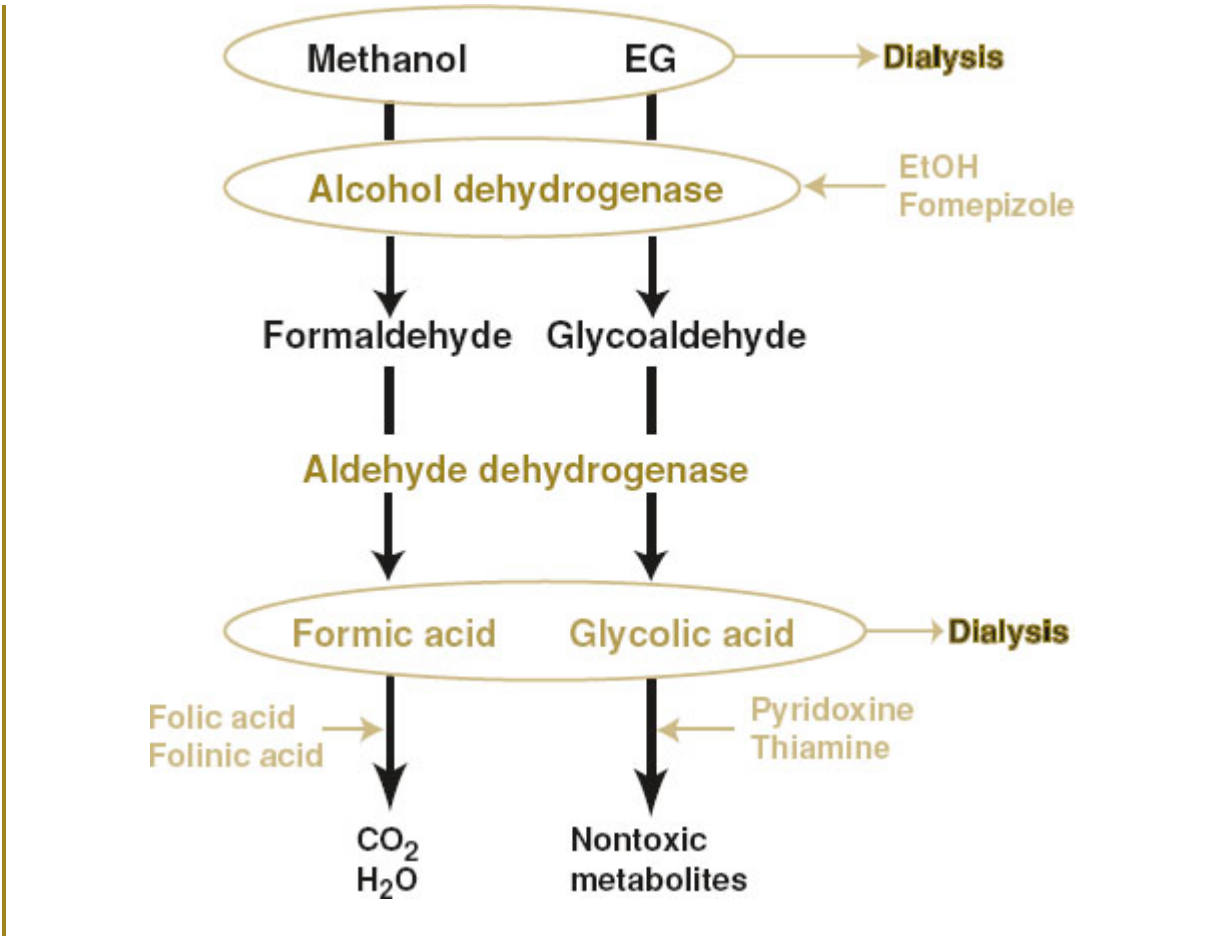 Methanol EG Dialysis
Alcohol dehydrogenase
EtOH
Fomepizole
Formaldehyde Glycoaldehyde
Aldehyde dehydrogenase
Formic acid Glycolic acid Dialysis
Folic acid
Folinic acid
Pyridoxine
Thiamine
CO₂
H₂O
Nontoxic
metabolites